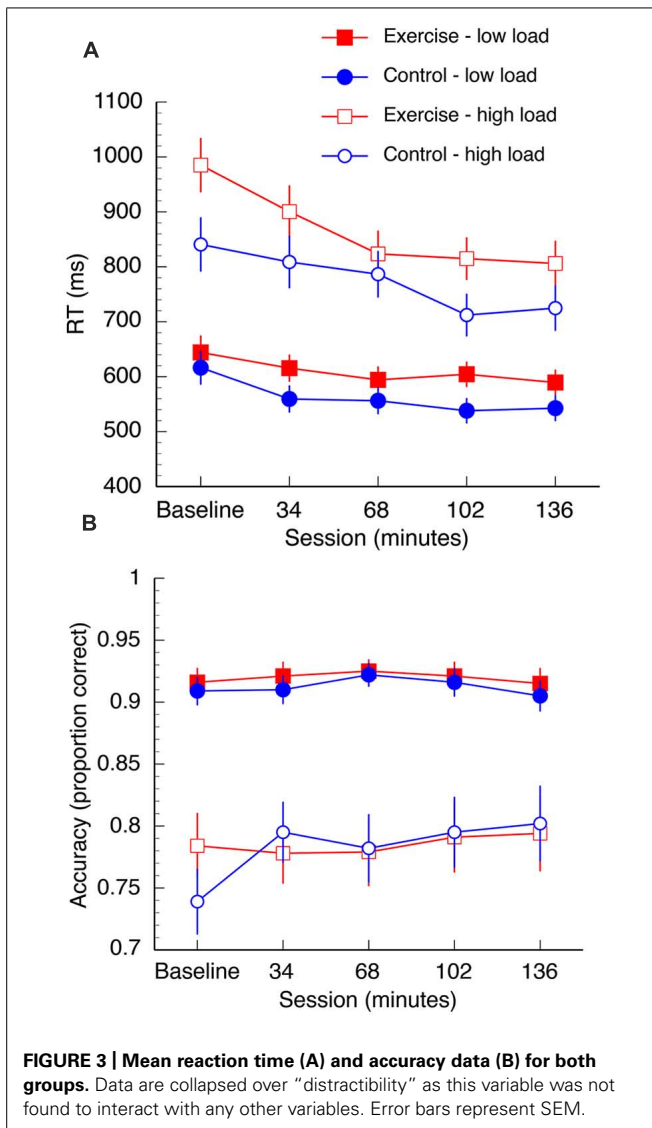 A
Exercise - low load
Control - low load
Exercise - high load
Control - high load
1100
1000
900
800
700
600
500
400
RT (ms)
Baseline 34 68 102 136
Session (minutes)
B
1
0.95
0.9
0.85
0.8
0.75
0.7
Accuracy (proportion correct)
Baseline 34 68 102 136
Session (minutes)
FIGURE 3 | Mean reaction time (A) and accuracy data (B) for both
groups. Data are collapsed over “distractibility” as this variable was not
found to interact with any other variables. Error bars represent SEM.